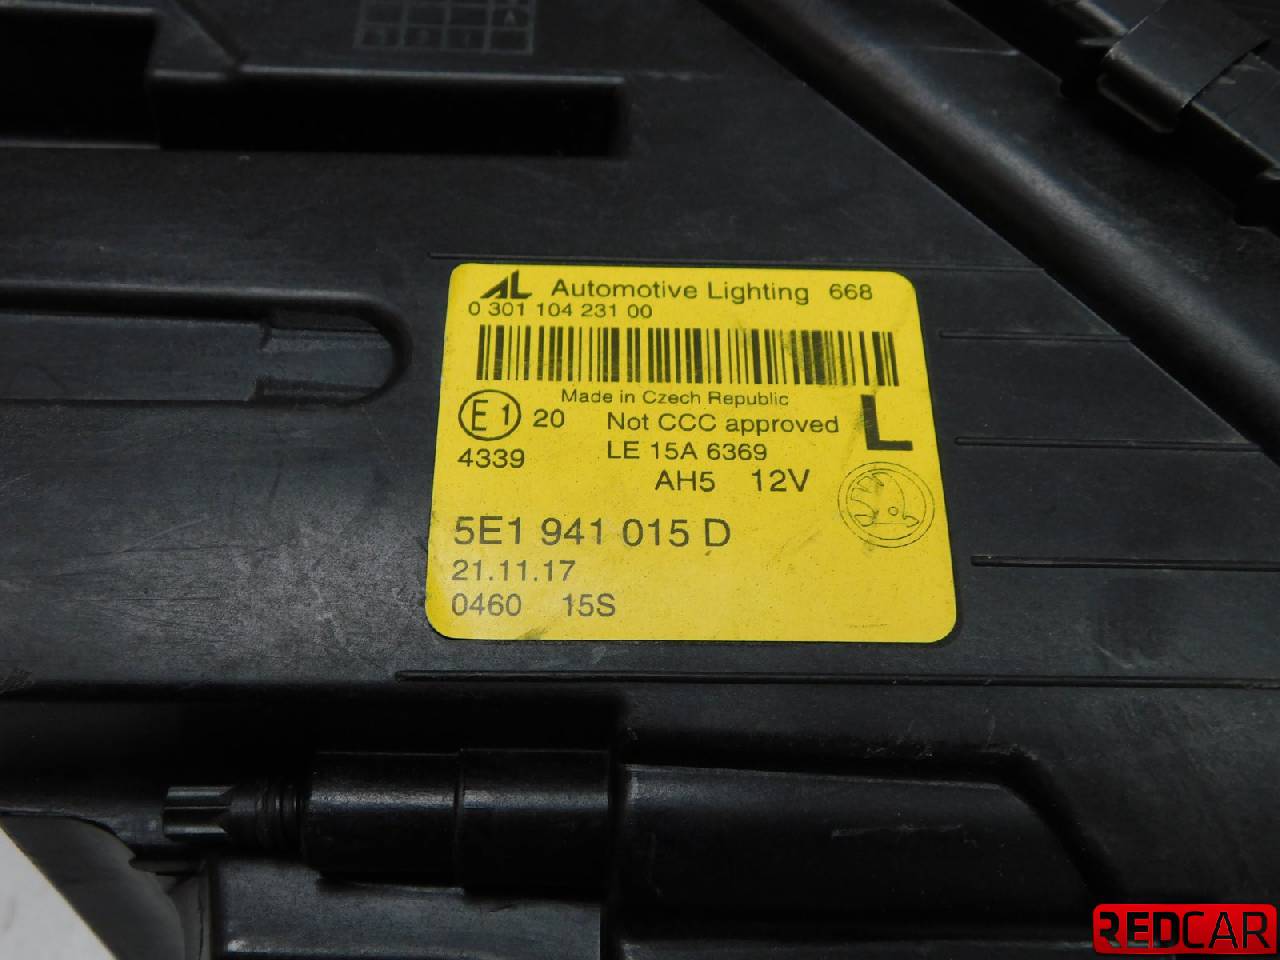 AL Automotive Lighting 668
0 301 104 231 00
Made in Czech Republic
E1 20 Not CCC approved L
4339 LE 15A 6369
AH5 12V
5E1 941 015 D
21.11.17
0460 15S
REDCAR